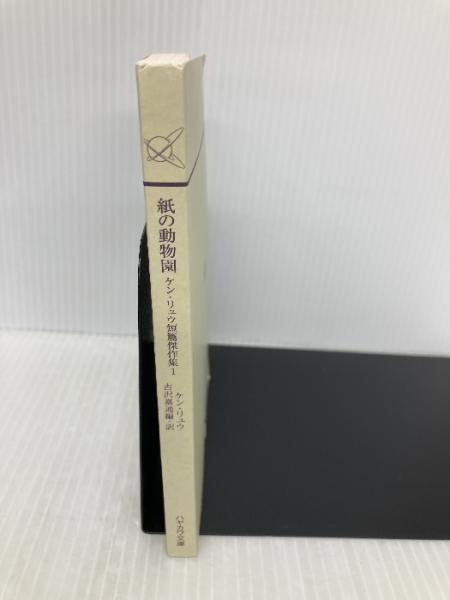 紙の動物園
ケン・リュウ短篇傑作集1
ケン・リュウ
古沢嘉通編・訳
ハヤカワ文庫